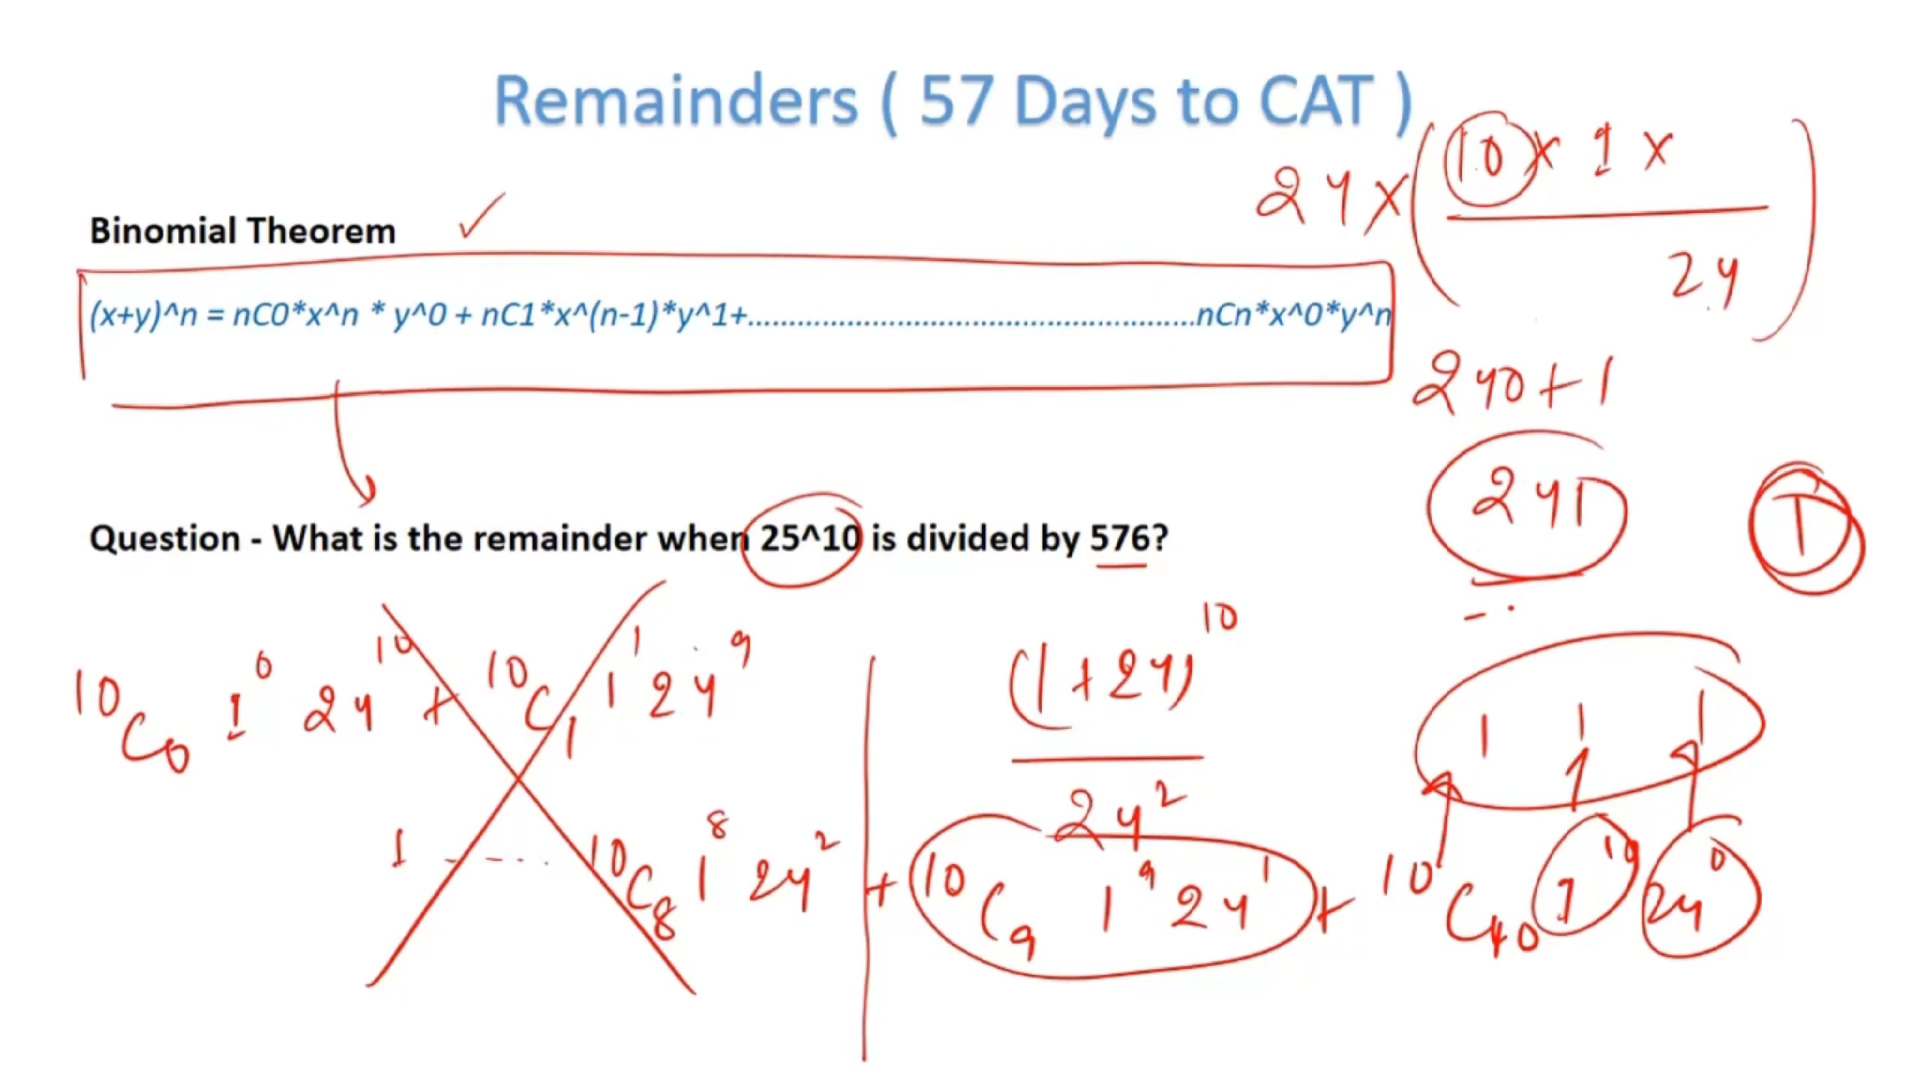 Remainders ( 57 Days to CAT )
24 x ( 10 x 1 x
24 )
Binomial Theorem ✓
(x+y)^n = nC0*x^n * y^0 + nC1*x^(n-1)*y^1+......................................................nCn*x^0*y^n
240 + 1
241
1
Question - What is the remainder when 25^10 is divided by 576?
(1+24)^10
24^2
10C0 1^0 24^10 + 10C1 1^1 24^9
1 1 1
1 .... 10C8 1^8 24^2 + 10C9 1^9 24^1 + 10C10 1^10 24^0